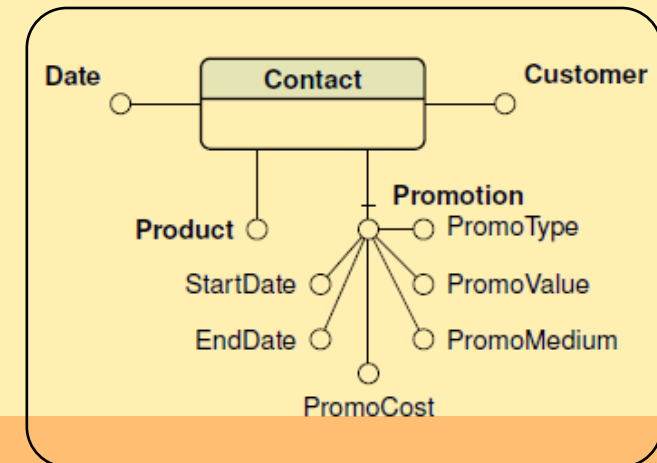 Date
Contact
Customer
Promotion
Product
PromoType
StartDate
PromoValue
EndDate
PromoMedium
PromoCost